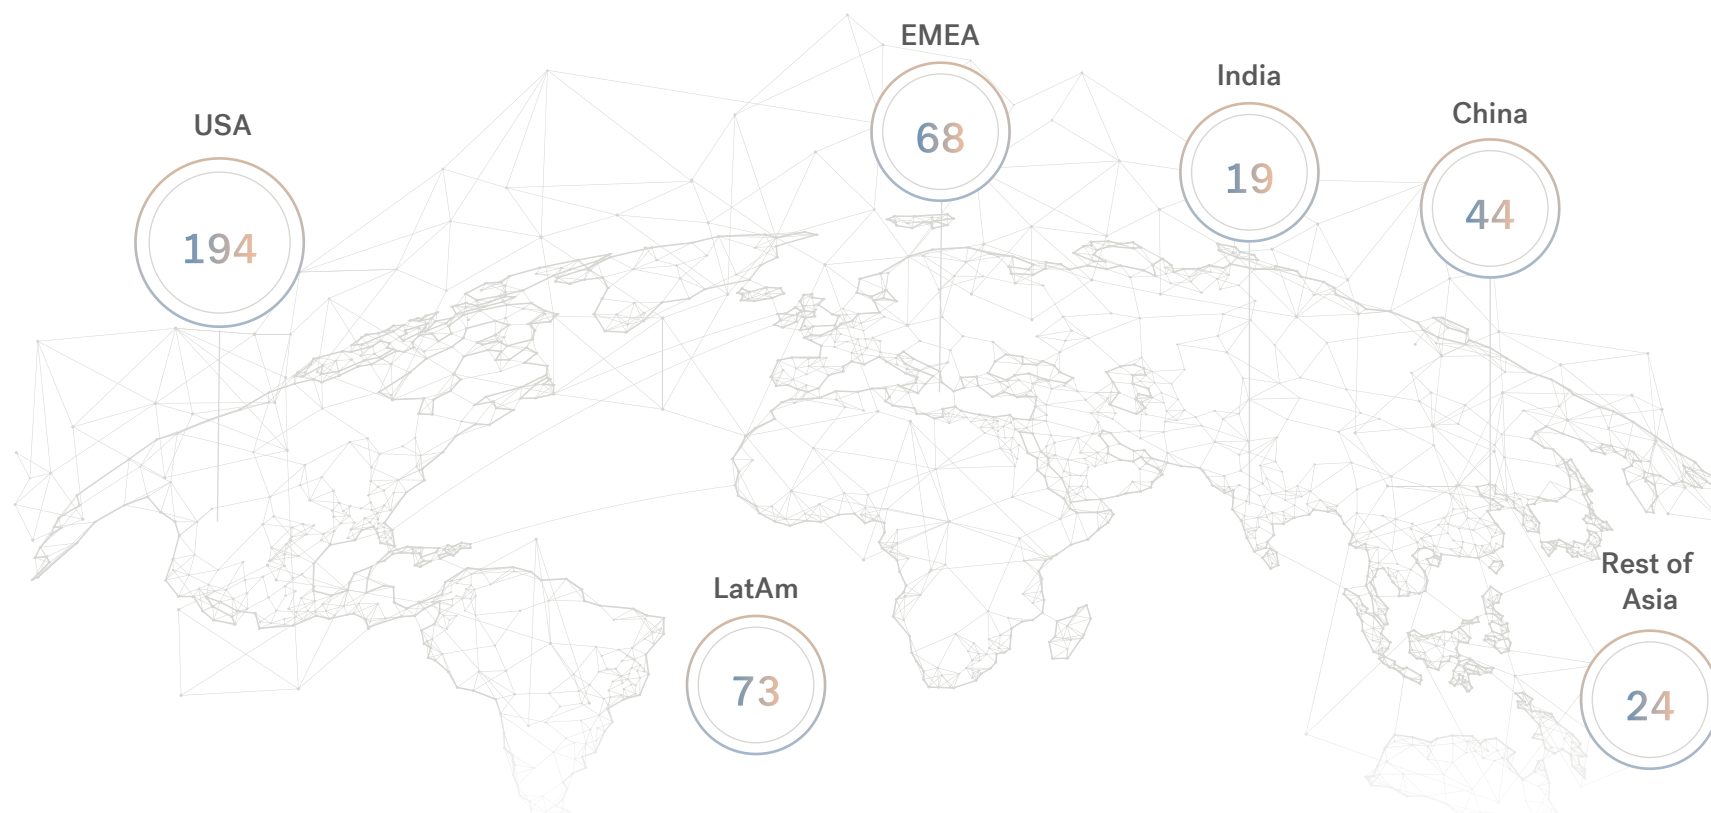 EMEA
68
India
19
China
44
USA
194
LatAm
73
Rest of
Asia
24